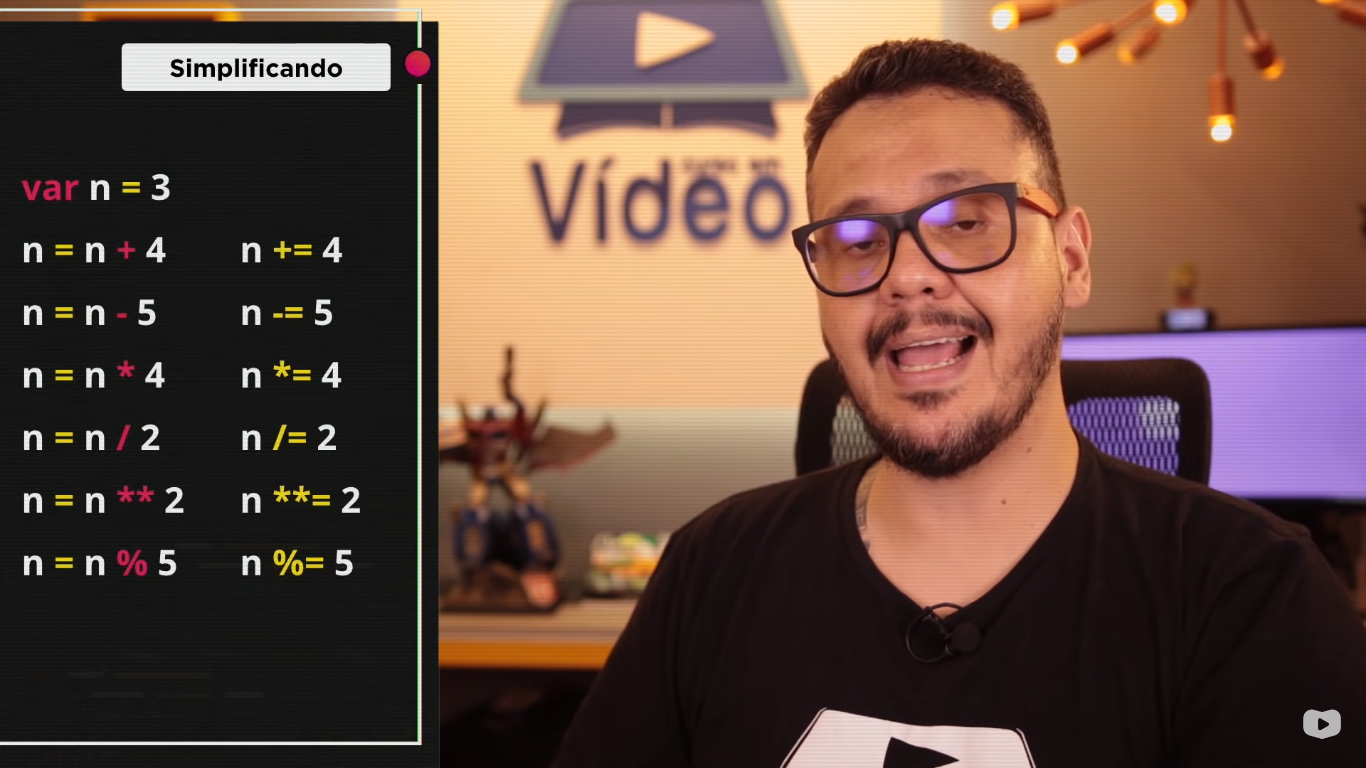 Simplificando
var n = 3
n = n + 4 n += 4
n = n - 5 n -= 5
n = n * 4 n *= 4
n = n / 2 n /= 2
n = n ** 2 n **= 2
n = n % 5 n %= 5
Vídeo